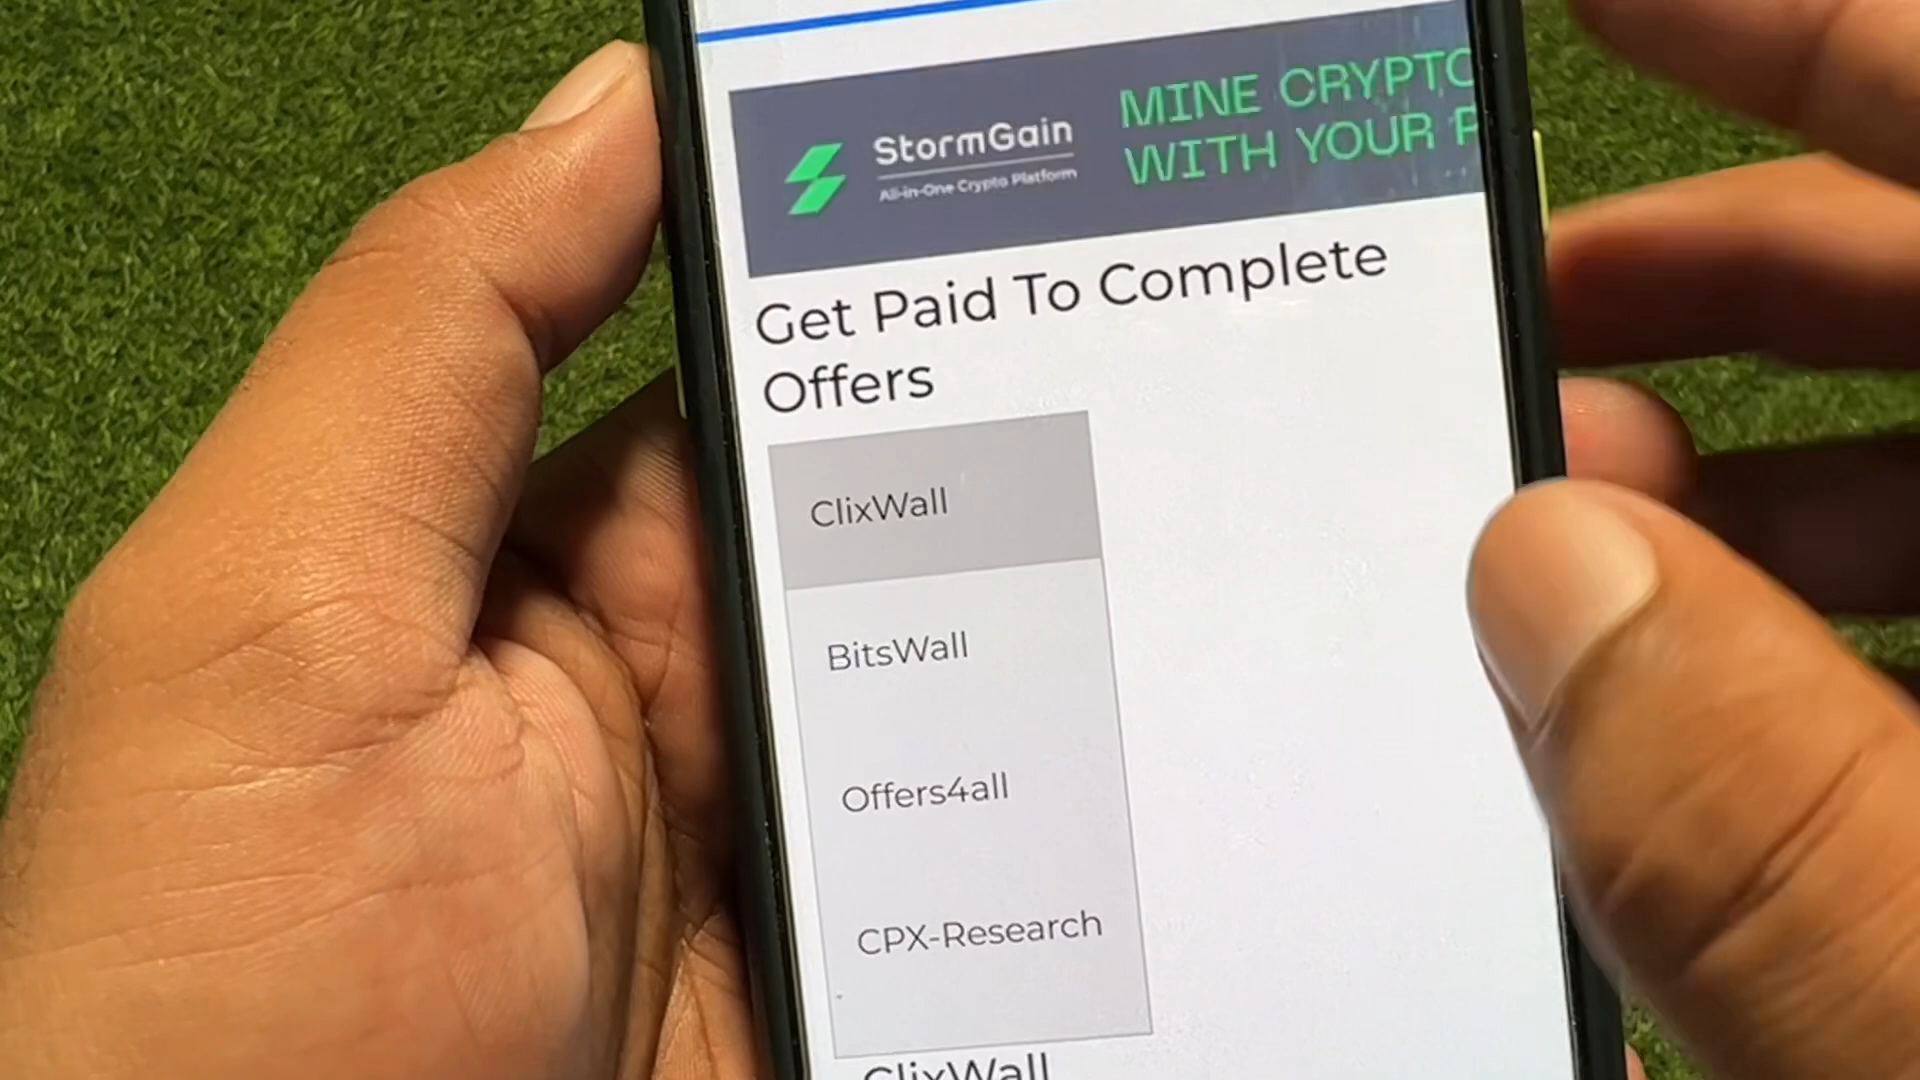 StormGain
All-in-One Crypto Platform
MINE CRYPTO
WITH YOUR P
Get Paid To Complete
Offers
ClixWall
BitsWall
Offers4all
CPX-Research
ClixWall